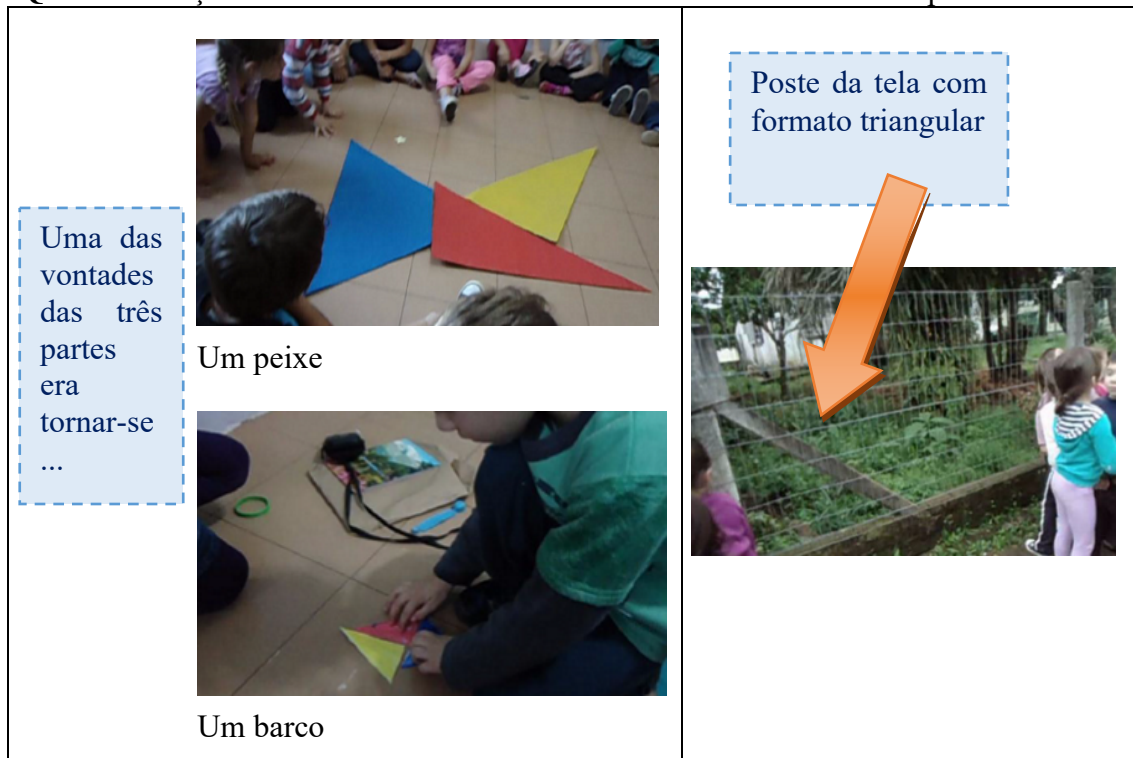 Uma das
vontades
das três
partes
era
tornar-se
...
Um peixe
Um barco
Poste da tela com
formato triangular